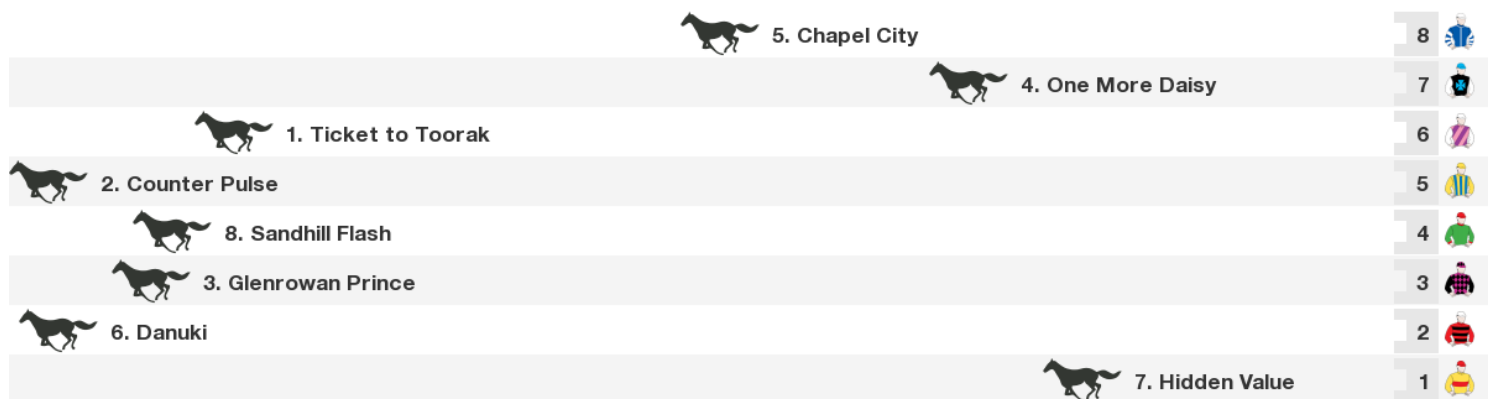 5. Chapel City 8
4. One More Daisy 7
1. Ticket to Toorak 6
2. Counter Pulse 5
8. Sandhill Flash 4
3. Glenrowan Prince 3
6. Danuki 2
7. Hidden Value 1